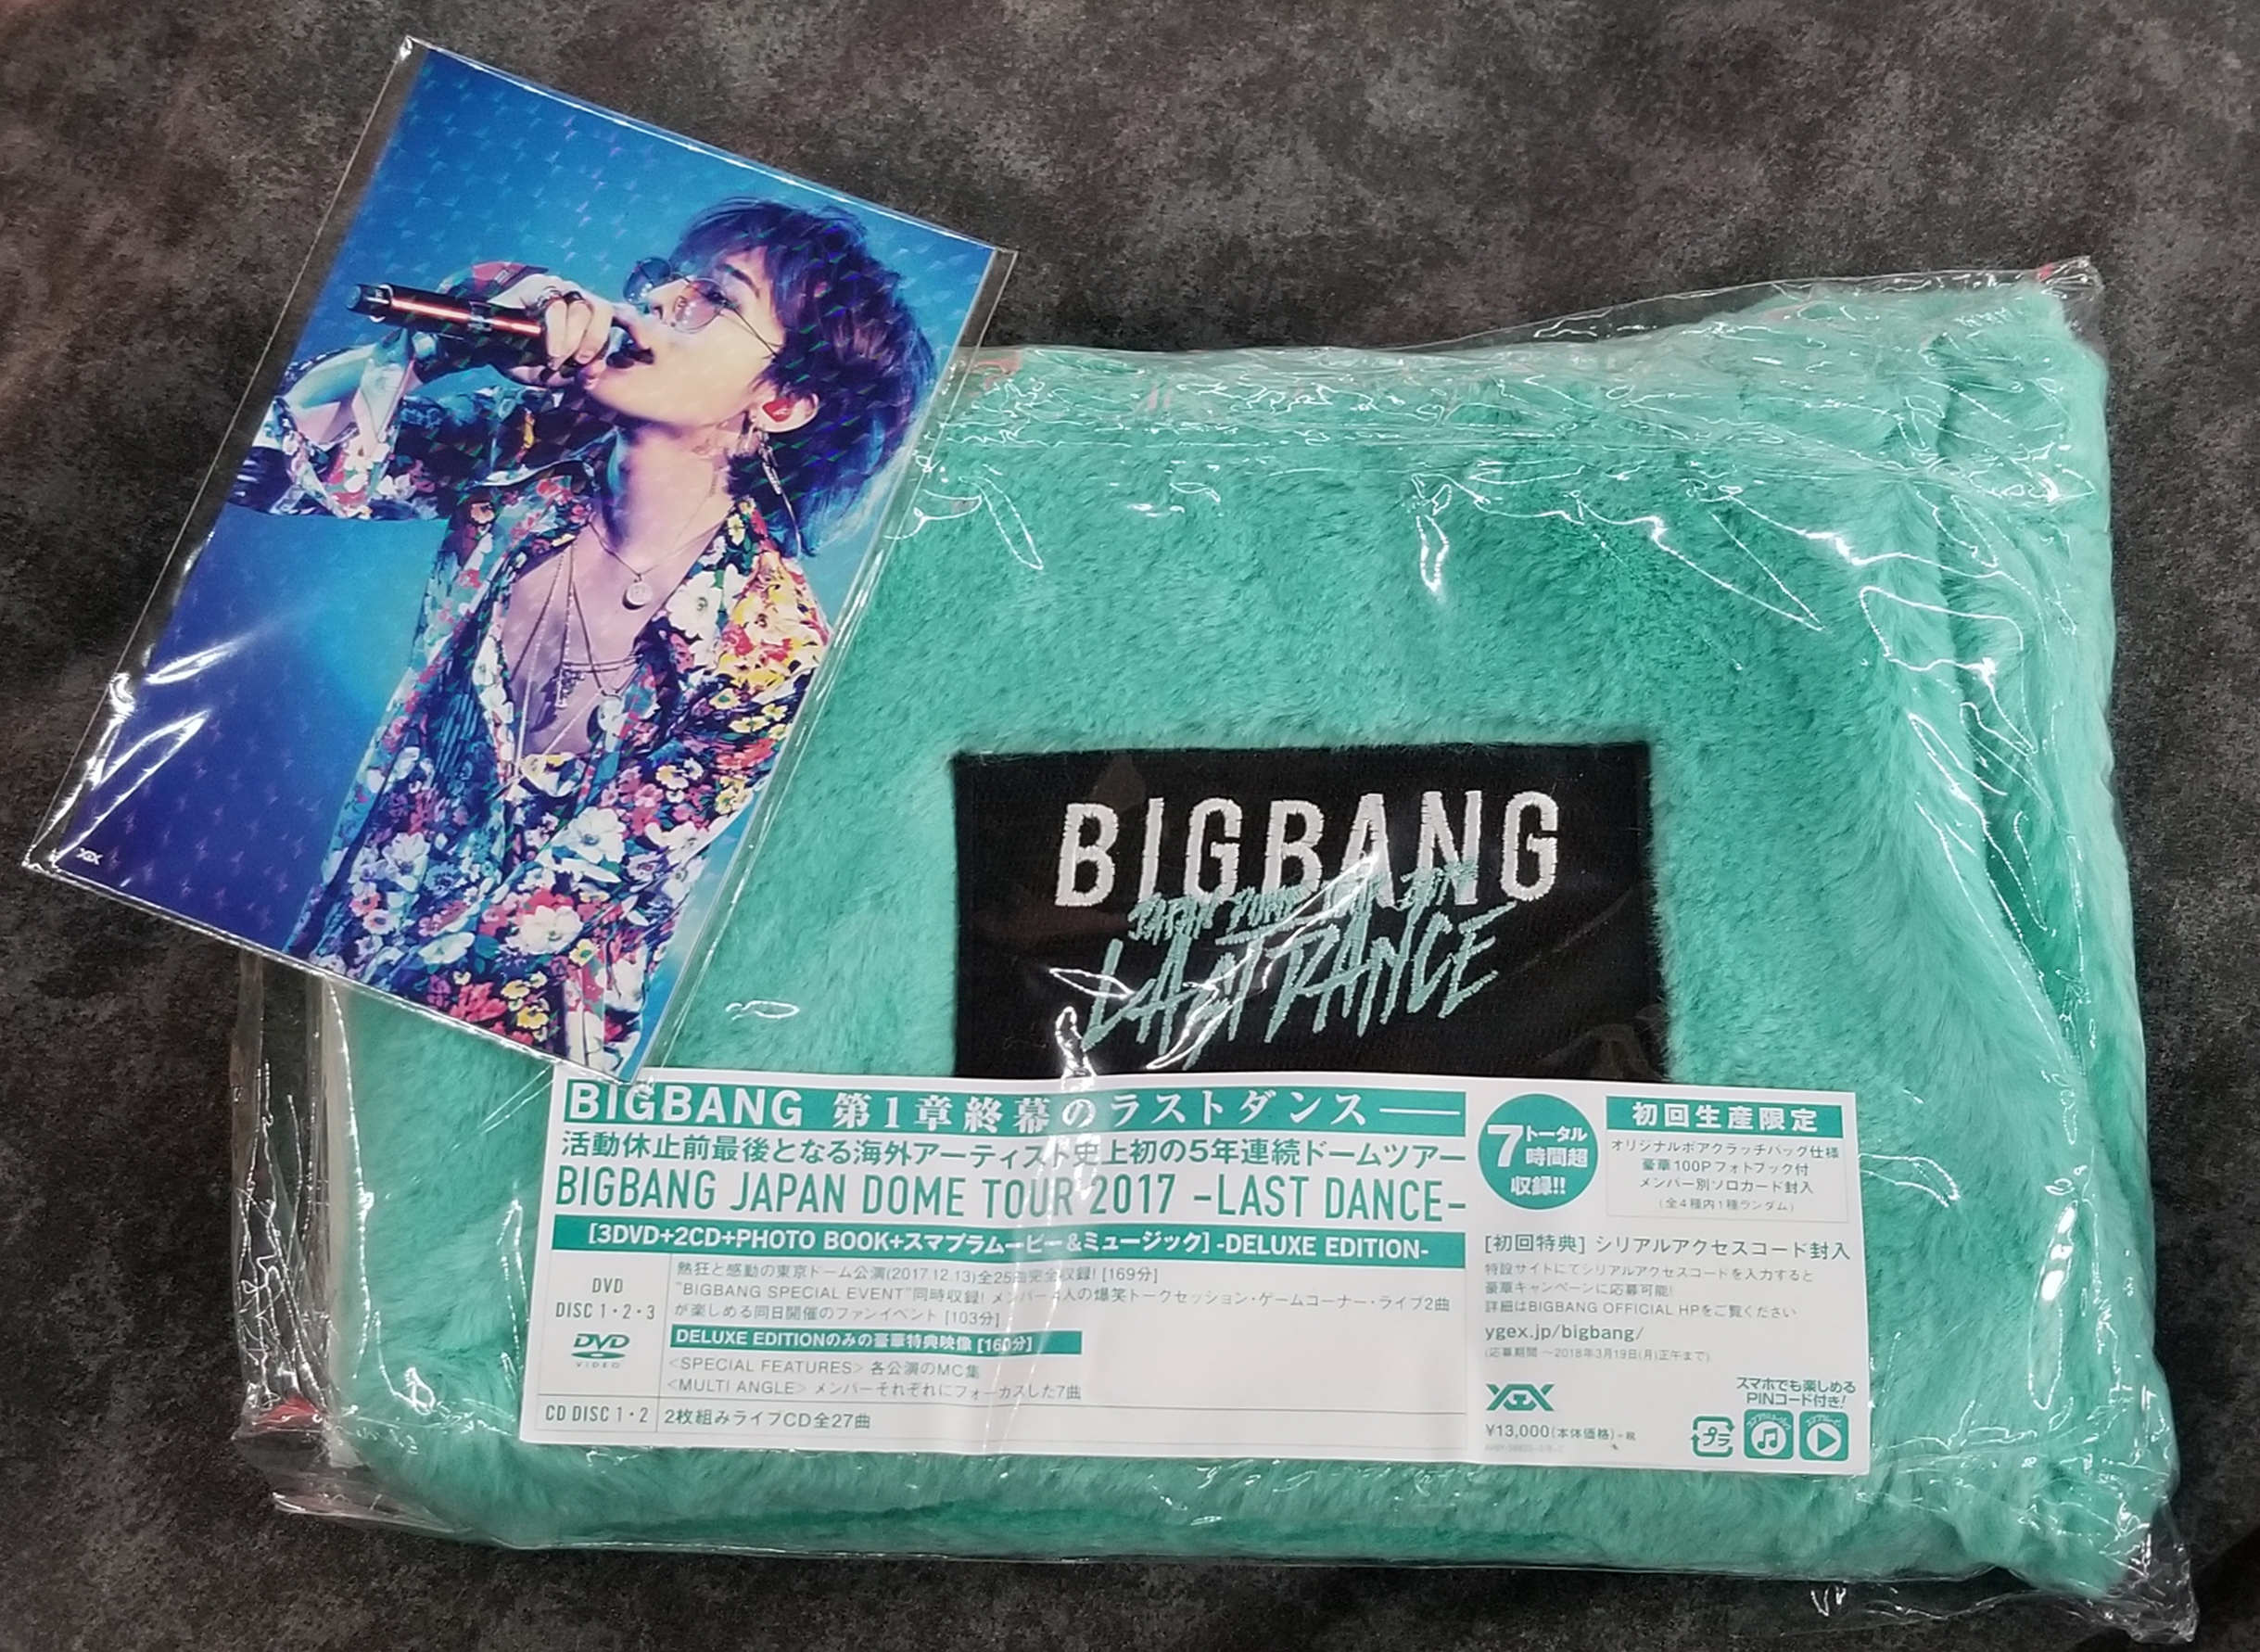 YGEX
BIGBANG
JAPAN DOME TOUR 2017
LAST DANCE
BIGBANG 第1章終幕のラストダンス――
活動休止前最後となる海外アーティスト史上初の5年連続ドームツアー
BIGBANG JAPAN DOME TOUR 2017 -LAST DANCE-
[3DVD+2CD+PHOTO BOOK+スマプラムービー&ミュージック] -DELUXE EDITION-
DVD
DISC 1・2・3
DVD
VIDEO
熱狂と感動の東京ドーム公演(2017.12.13)全25曲完全収録! [169分]
"BIGBANG SPECIAL EVENT"同時収録! メンバー4人の爆笑トークセッション・ゲームコーナー・ライブ2曲
が楽しめる同日開催のファンイベント [103分]
DELUXE EDITIONのみの豪華特典映像 [160分]
<SPECIAL FEATURES> 各公演のMC集
<MULTI ANGLE> メンバーそれぞれにフォーカスした7曲
CD DISC 1・2
2枚組みライブCD全27曲
トータル
7時間超
収録!!
初回生産限定
オリジナルボアクラッチバッグ仕様
豪華100Pフォトブック付
メンバー別ソロカード封入
(全4種内1種ランダム)
[初回特典] シリアルアクセスコード封入
特設サイトにてシリアルアクセスコードを入力すると
豪華キャンペーンに応募可能!
詳細はBIGBANG OFFICIAL HPをご覧ください
ygex.jp/bigbang/
(応募期間 〜2018年3月19日(月)正午まで)
YGEX
スマホでも楽しめる
PINコード付き!
¥13,000(本体価格)+税
プラ